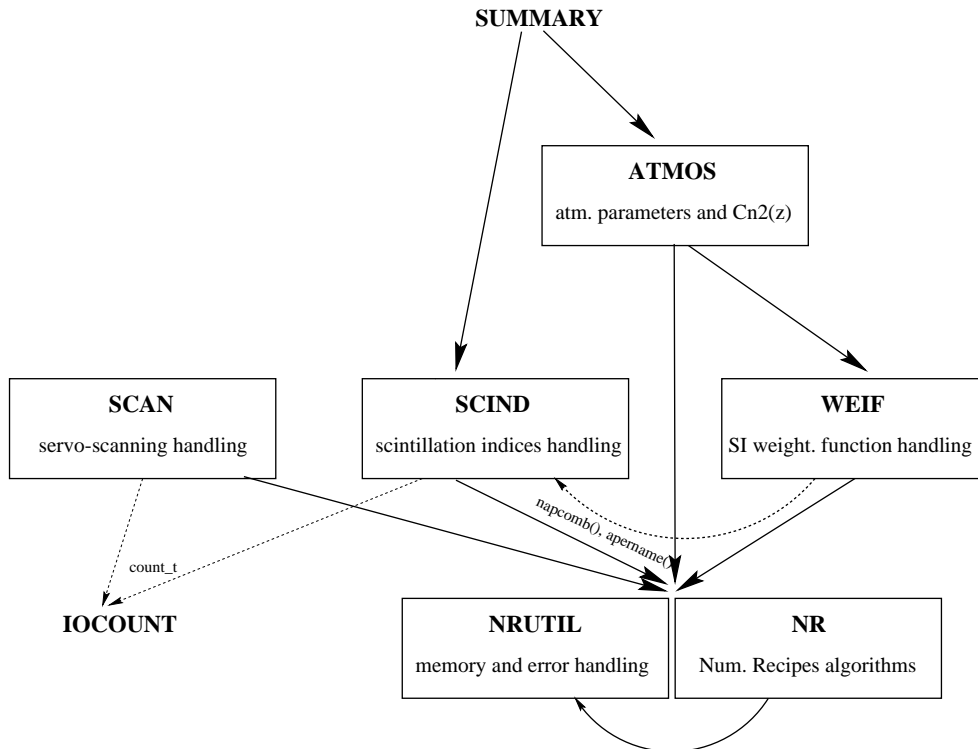 SUMMARY
ATMOS
atm. parameters and Cn2(z)
SCAN
servo-scanning handling
SCIND
scintillation indices handling
WEIF
SI weight. function handling
napcomb(), apername()
count_t
IOCOUNT
NRUTIL
memory and error handling
NR
Num. Recipes algorithms